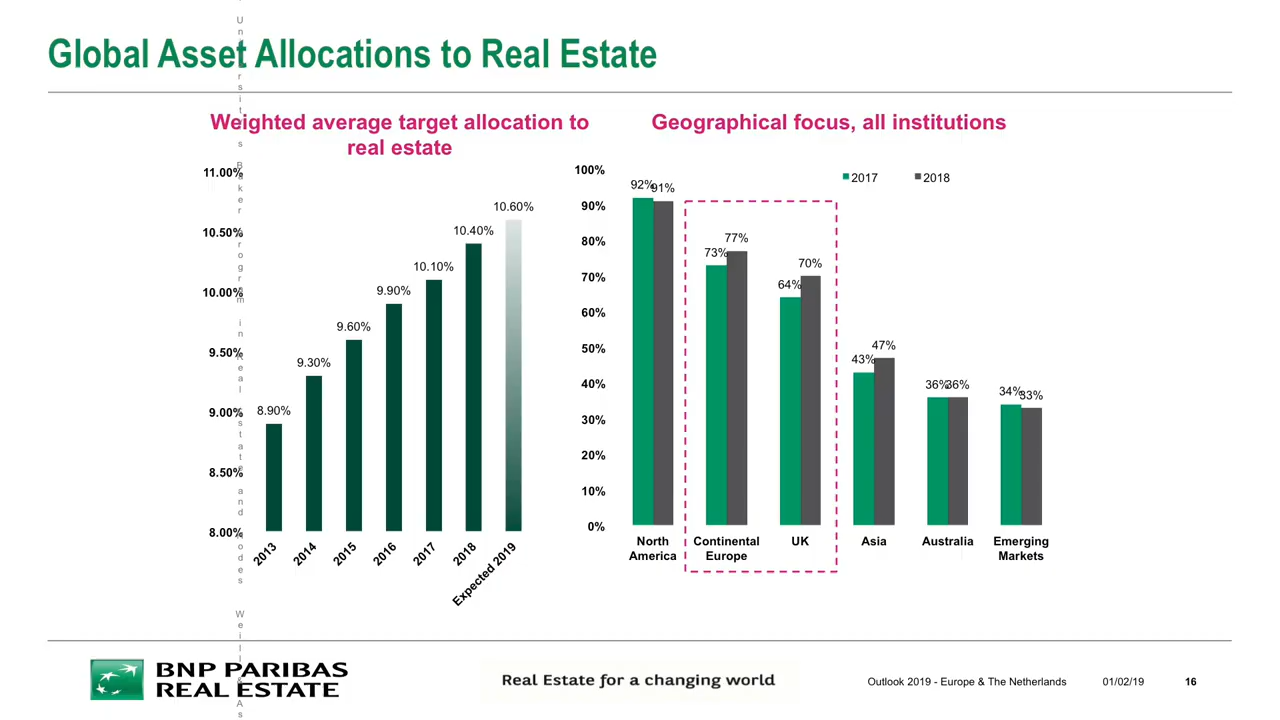 Global Asset Allocations to Real Estate
Weighted average target allocation to
real estate
11.00%
10.50%
10.00%
9.50%
9.00%
8.50%
8.00%
8.90%
9.30%
9.60%
9.90%
10.10%
10.40%
10.60%
2013
2014
2015
2016
2017
2018
Expected 2019
Geographical focus, all institutions
2017
2018
100%
90%
80%
70%
60%
50%
40%
30%
20%
10%
0%
92%
91%
73%
77%
64%
70%
43%
47%
36%
36%
34%
33%
North
America
Continental
Europe
UK
Asia
Australia
Emerging
Markets
BNP PARIBAS
REAL ESTATE
Real Estate for a changing world
Outlook 2019 - Europe & The Netherlands
01/02/19
16